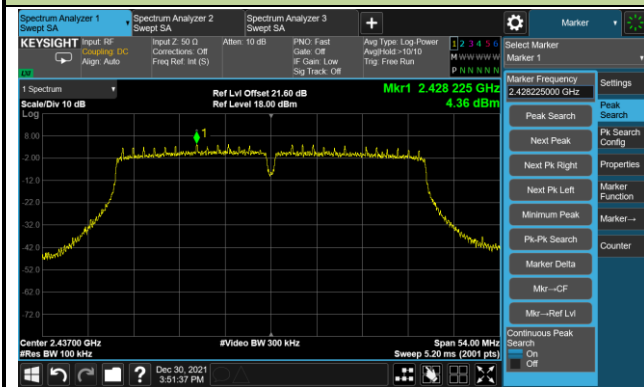 Spectrum Analyzer 1
Swept SA
Spectrum Analyzer 2
Swept SA
Spectrum Analyzer 3
Swept SA
+
Marker
KEYSIGHT
Input: RF
Coupling: DC
Align: Auto
Input Z: 50 Ω
Corrections: Off
Freq Ref: Int (S)
Atten: 10 dB
PNO: Fast
Gate: Off
IF Gain: Low
Sig Track: Off
Avg Type: Log-Power
Avg|Hold:>10/10
Trig: Free Run
1 2 3 4 5 6
M W W W W W
P N N N N N
Select Marker
Marker 1
LXI
1 Spectrum
Scale/Div 10 dB
Log
Ref Lvl Offset 21.60 dB
Ref Level 18.00 dBm
Mkr1 2.428 225 GHz
4.36 dBm
1
8.00
-2.00
-12.0
-22.0
-32.0
-42.0
-52.0
-62.0
-72.0
Center 2.43700 GHz
#Res BW 100 kHz
#Video BW 300 kHz
Span 54.00 MHz
Sweep 5.20 ms (2001 pts)
Marker Frequency
2.428225000 GHz
Peak Search
Next Peak
Next Pk Right
Next Pk Left
Minimum Peak
Pk-Pk Search
Marker Delta
Mkr→CF
Mkr→Ref Lvl
Continuous Peak
Search
On
Off
Settings
Peak
Search
Pk Search
Config
Properties
Marker
Function
Marker→
Counter
?
Dec 30, 2021
3:51:37 PM